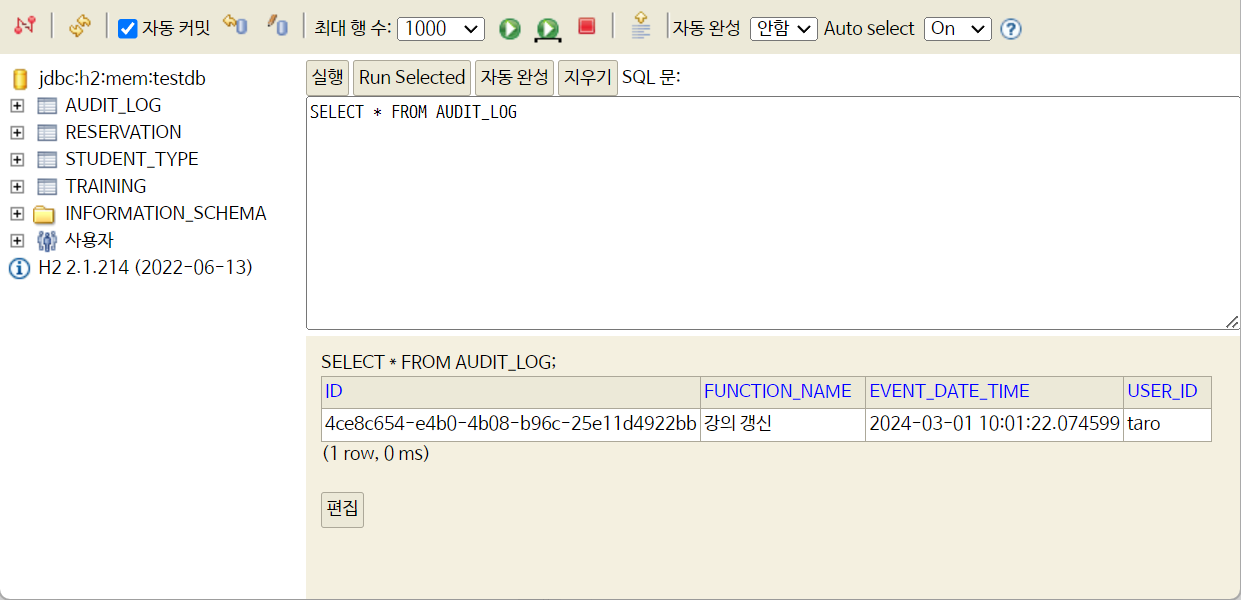 자동 커밋 최대 행 수: 1000 자동 완성 안함 Auto select On
jdbc:h2:mem:testdb
AUDIT_LOG
RESERVATION
STUDENT_TYPE
TRAINING
INFORMATION_SCHEMA
사용자
H2 2.1.214 (2022-06-13)
실행 Run Selected 자동 완성 지우기 SQL 문:
SELECT * FROM AUDIT_LOG
SELECT * FROM AUDIT_LOG;
ID FUNCTION_NAME EVENT_DATE_TIME USER_ID
4ce8c654-e4b0-4b08-b96c-25e11d4922bb 강의 갱신 2024-03-01 10:01:22.074599 taro
(1 row, 0 ms)
편집